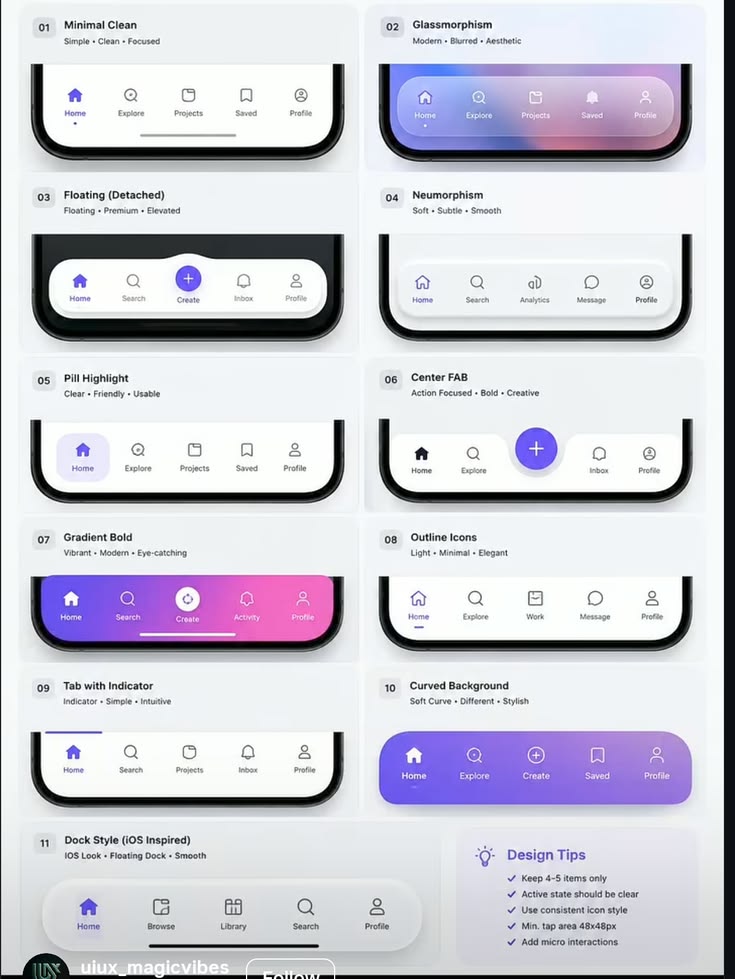 01
Minimal Clean
Simple • Clean • Focused
Home Explore Projects Saved Profile
02
Glassmorphism
Modern • Blurred • Aesthetic
Home Explore Projects Saved Profile
03
Floating (Detached)
Floating • Premium • Elevated
Home Search Create Inbox Profile
04
Neumorphism
Soft • Subtle • Smooth
Home Search Analytics Message Profile
05
Pill Highlight
Clear • Friendly • Usable
Home Explore Projects Saved Profile
06
Center FAB
Action Focused • Bold • Creative
Home Explore Inbox Profile
07
Gradient Bold
Vibrant • Modern • Eye-catching
Home Search Create Activity Profile
08
Outline Icons
Light • Minimal • Elegant
Home Explore Work Message Profile
09
Tab with Indicator
Indicator • Simple • Intuitive
Home Search Projects Inbox Profile
10
Curved Background
Soft Curve • Different • Stylish
Home Explore Create Saved Profile
11
Dock Style (iOS Inspired)
IOS Look • Floating Dock • Smooth
Home Browse Library Search Profile
Design Tips
Keep 4–5 items only
Active state should be clear
Use consistent icon style
Min. tap area 48x48px
Add micro interactions
uiux_magicvibes
Follow